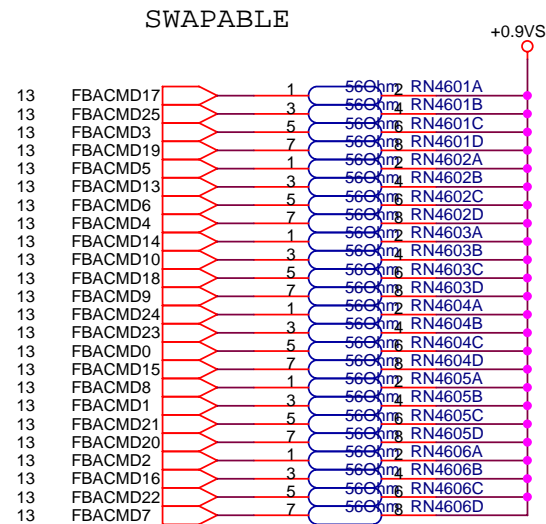 SWAPABLE
+0.9VS
13 FBACMD17 1 56Ohm 2 RN4601A
13 FBACMD25 3 56Ohm 4 RN4601B
13 FBACMD3 5 56Ohm 6 RN4601C
13 FBACMD19 7 56Ohm 8 RN4601D
13 FBACMD5 1 56Ohm 2 RN4602A
13 FBACMD13 3 56Ohm 4 RN4602B
13 FBACMD6 5 56Ohm 6 RN4602C
13 FBACMD4 7 56Ohm 8 RN4602D
13 FBACMD14 1 56Ohm 2 RN4603A
13 FBACMD10 3 56Ohm 4 RN4603B
13 FBACMD18 5 56Ohm 6 RN4603C
13 FBACMD9 7 56Ohm 8 RN4603D
13 FBACMD24 1 56Ohm 2 RN4604A
13 FBACMD23 3 56Ohm 4 RN4604B
13 FBACMD0 5 56Ohm 6 RN4604C
13 FBACMD15 7 56Ohm 8 RN4604D
13 FBACMD8 1 56Ohm 2 RN4605A
13 FBACMD1 3 56Ohm 4 RN4605B
13 FBACMD21 5 56Ohm 6 RN4605C
13 FBACMD20 7 56Ohm 8 RN4605D
13 FBACMD2 1 56Ohm 2 RN4606A
13 FBACMD16 3 56Ohm 4 RN4606B
13 FBACMD22 5 56Ohm 6 RN4606C
13 FBACMD7 7 56Ohm 8 RN4606D